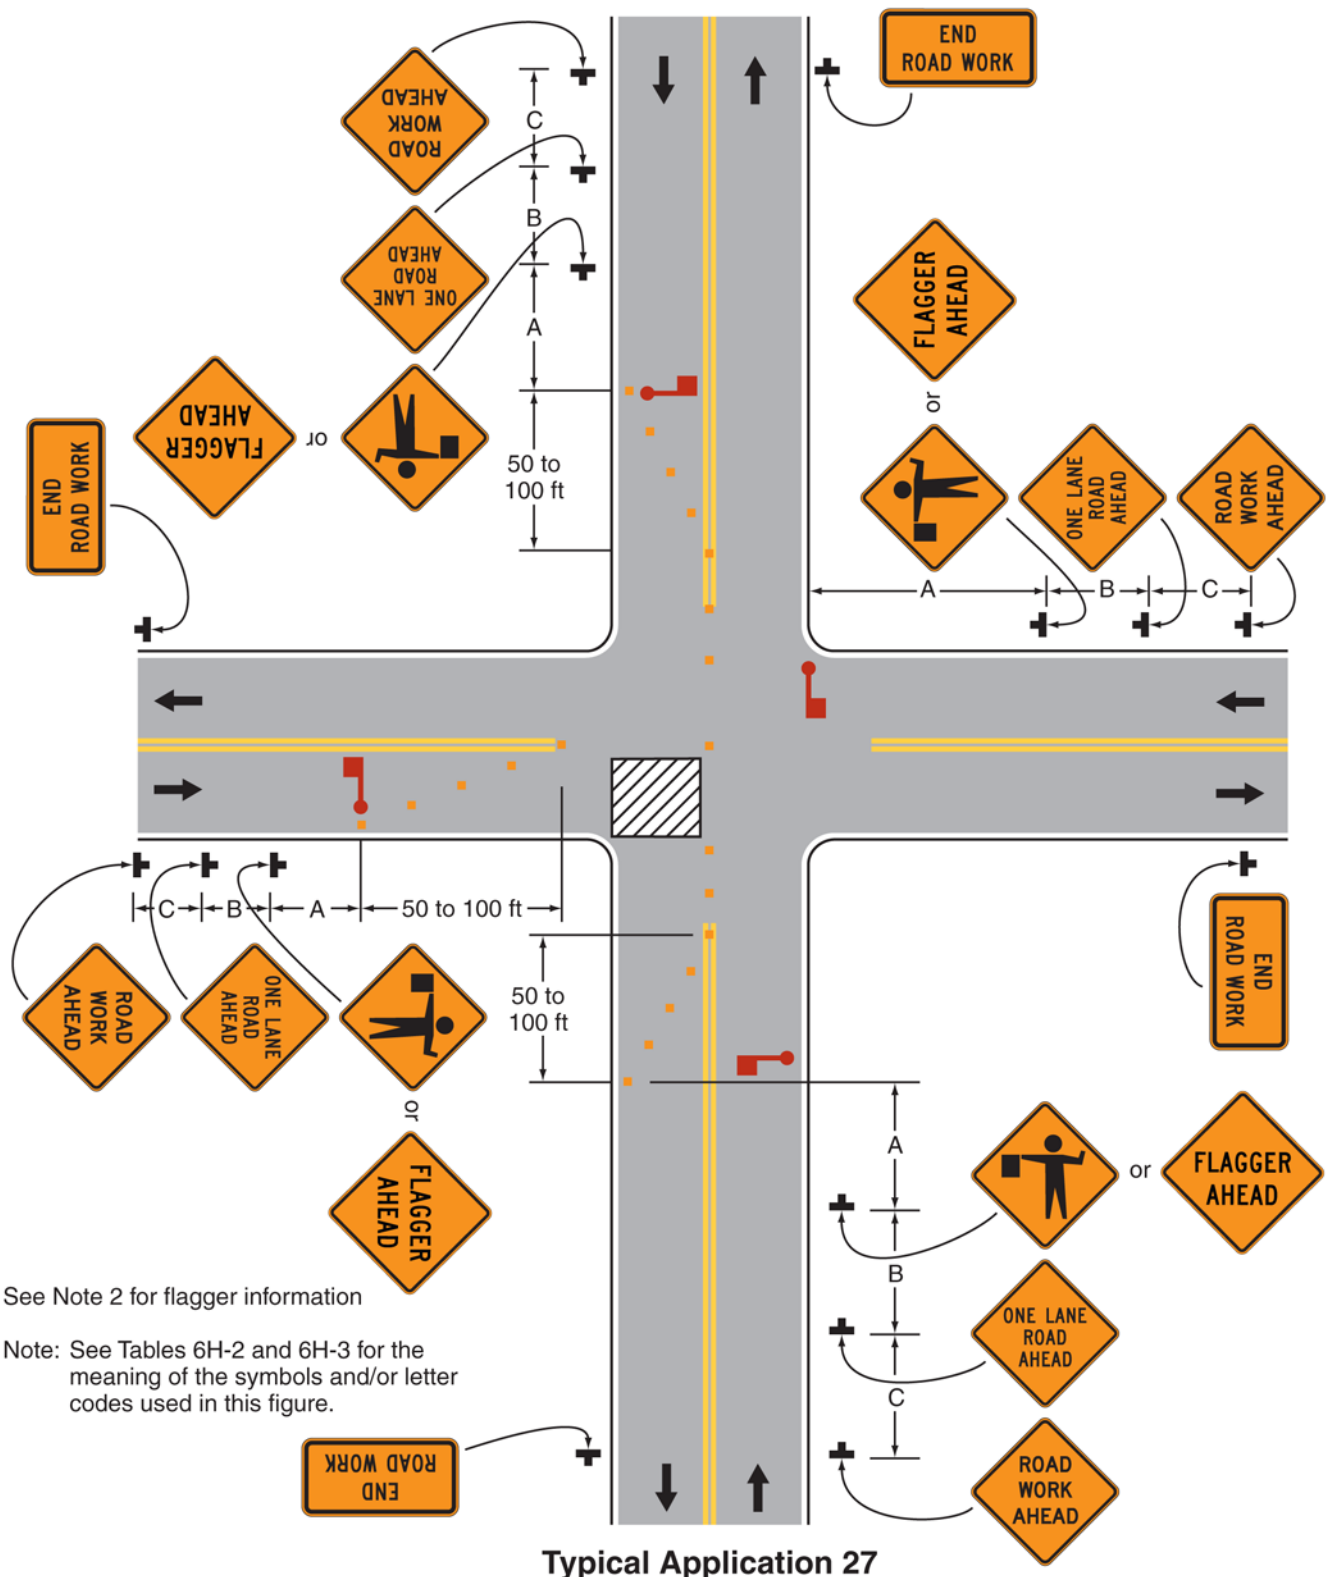 END
ROAD WORK
ROAD
WORK
AHEAD
C
ONE LANE
ROAD
AHEAD
B
A
FLAGGER
AHEAD
or
50 to
100 ft
END
ROAD WORK
FLAGGER
AHEAD
or
ONE LANE
ROAD
AHEAD
ROAD
WORK
AHEAD
A
B
C
C
B
A
50 to 100 ft
ROAD
WORK
AHEAD
ONE LANE
ROAD
AHEAD
or
FLAGGER
AHEAD
50 to
100 ft
END
ROAD WORK
A
or
FLAGGER
AHEAD
B
ONE LANE
ROAD
AHEAD
C
ROAD
WORK
AHEAD
See Note 2 for flagger information
Note: See Tables 6H-2 and 6H-3 for the
meaning of the symbols and/or letter
codes used in this figure.
END
ROAD WORK
Typical Application 27